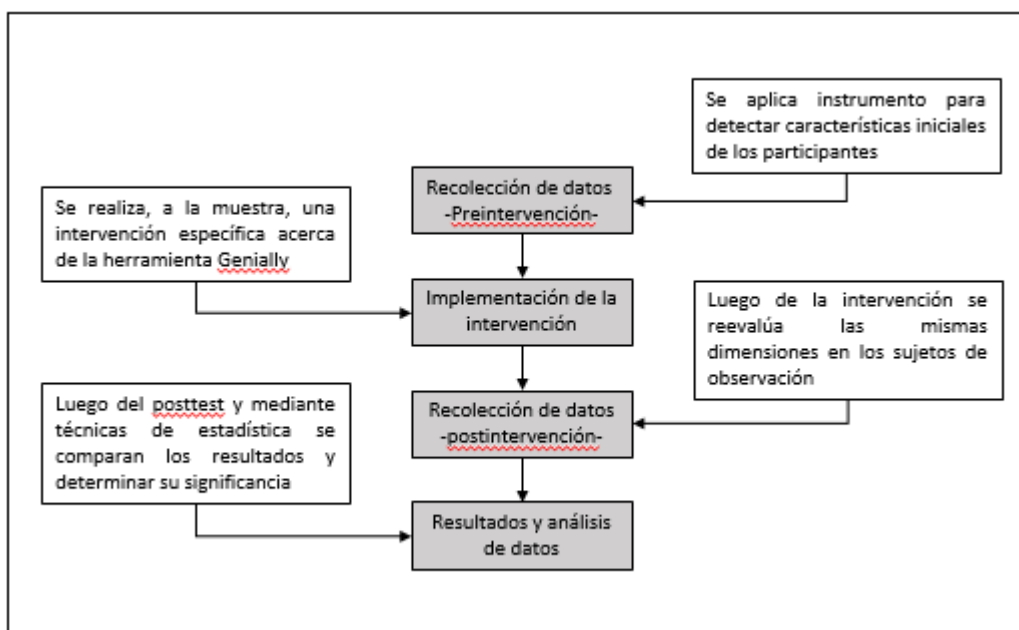 Se aplica instrumento para
detectar características iniciales
de los participantes
Recolección de datos
-Preintervención-
Se realiza, a la muestra, una
intervención específica acerca
de la herramienta Genially
Implementación de la
intervención
Luego de la intervención se
reevalúa las mismas
dimensiones en los sujetos de
observación
Recolección de datos
-postintervención-
Luego del posttest y mediante
técnicas de estadística se
comparan los resultados y
determinar su significancia
Resultados y análisis
de datos